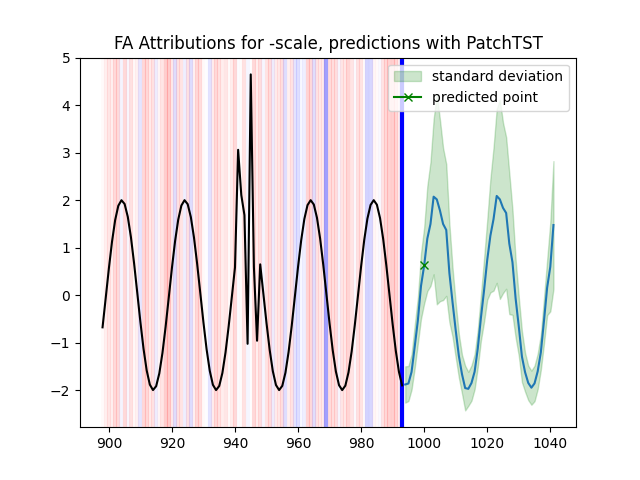 FA Attributions for -scale, predictions with PatchTST
standard deviation
predicted point
5
4
3
2
1
0
−1
−2
900 920 940 960 980 1000 1020 1040